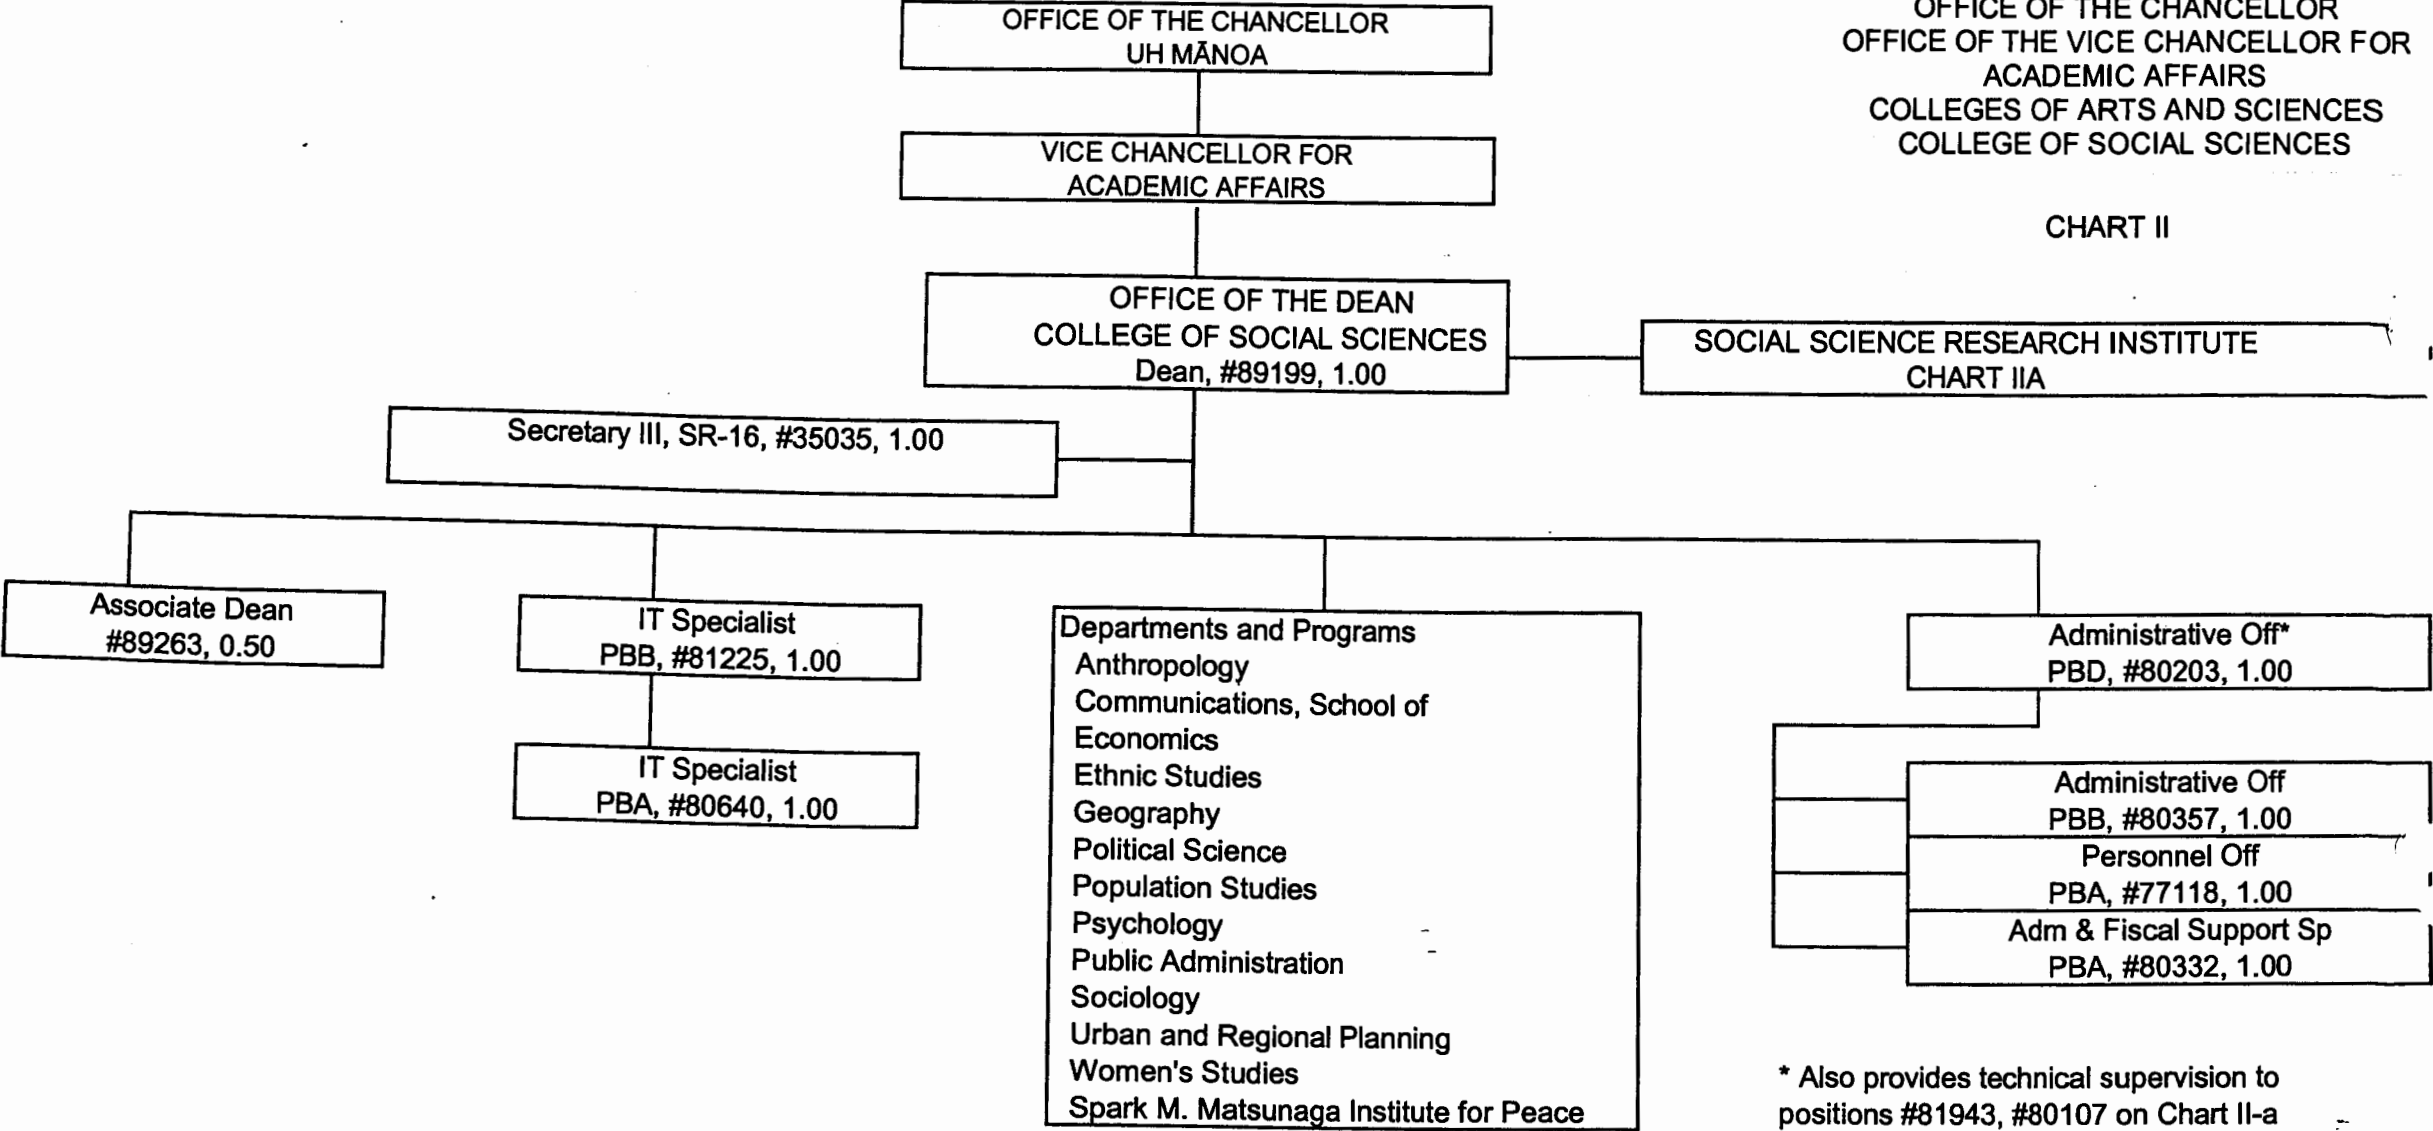 OFFICE OF THE CHANCELLOR
UH MĀNOA
VICE CHANCELLOR FOR
ACADEMIC AFFAIRS
OFFICE OF THE CHANCELLOR
OFFICE OF THE VICE CHANCELLOR FOR
ACADEMIC AFFAIRS
COLLEGES OF ARTS AND SCIENCES
COLLEGE OF SOCIAL SCIENCES
CHART II
OFFICE OF THE DEAN
COLLEGE OF SOCIAL SCIENCES
Dean, #89199, 1.00
SOCIAL SCIENCE RESEARCH INSTITUTE
CHART IIA
Secretary III, SR-16, #35035, 1.00
Associate Dean
#89263, 0.50
IT Specialist
PBB, #81225, 1.00
IT Specialist
PBA, #80640, 1.00
Departments and Programs
Anthropology
Communications, School of
Economics
Ethnic Studies
Geography
Political Science
Population Studies
Psychology
Public Administration
Sociology
Urban and Regional Planning
Women's Studies
Spark M. Matsunaga Institute for Peace
Administrative Off*
PBD, #80203, 1.00
Administrative Off
PBB, #80357, 1.00
Personnel Off
PBA, #77118, 1.00
Adm & Fiscal Support Sp
PBA, #80332, 1.00
* Also provides technical supervision to
positions #81943, #80107 on Chart II-a